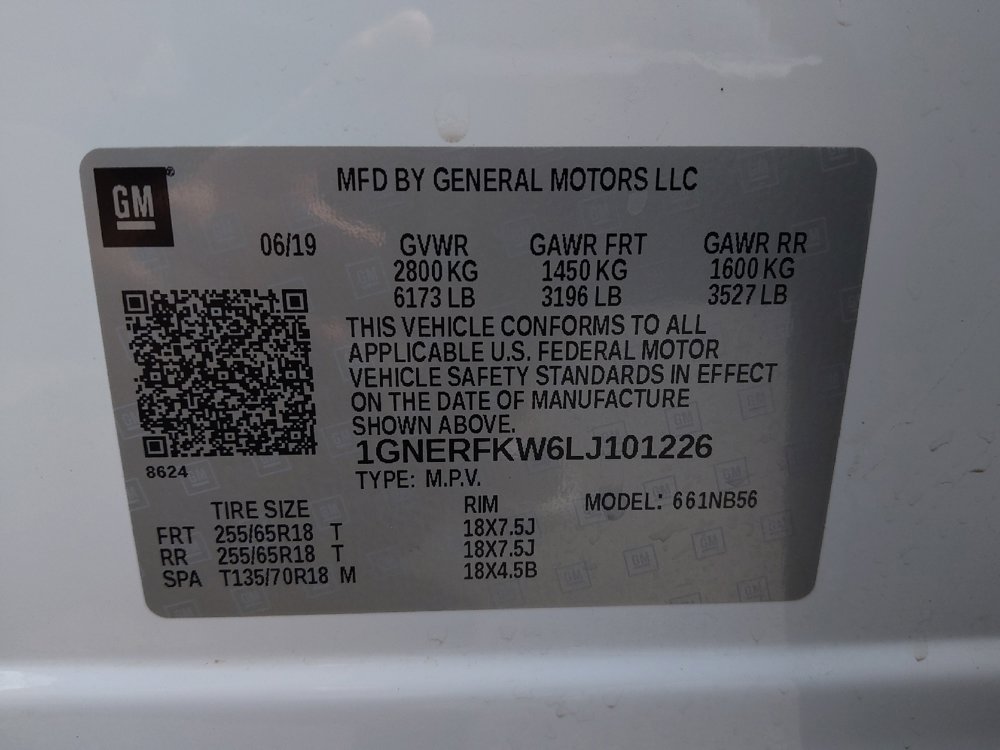 GM
MFD BY GENERAL MOTORS LLC
06/19 GVWR GAWR FRT GAWR RR
2800 KG 1450 KG 1600 KG
6173 LB 3196 LB 3527 LB
THIS VEHICLE CONFORMS TO ALL
APPLICABLE U.S. FEDERAL MOTOR
VEHICLE SAFETY STANDARDS IN EFFECT
ON THE DATE OF MANUFACTURE
SHOWN ABOVE.
1GNERFKW6LJ101226
8624
TYPE: M.P.V.
TIRE SIZE RIM MODEL: 661NB56
FRT 255/65R18 T 18X7.5J
RR 255/65R18 T 18X7.5J
SPA T135/70R18 M 18X4.5B